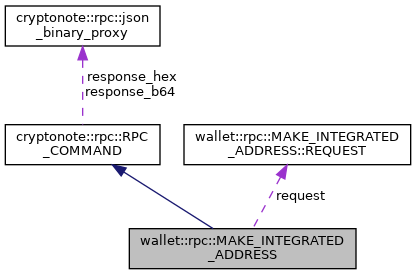 cryptonote::rpc::json
_binary_proxy
response_hex
response_b64
cryptonote::rpc::RPC
_COMMAND
wallet::rpc::MAKE_INTEGRATED
_ADDRESS::REQUEST
request
wallet::rpc::MAKE_INTEGRATED
_ADDRESS